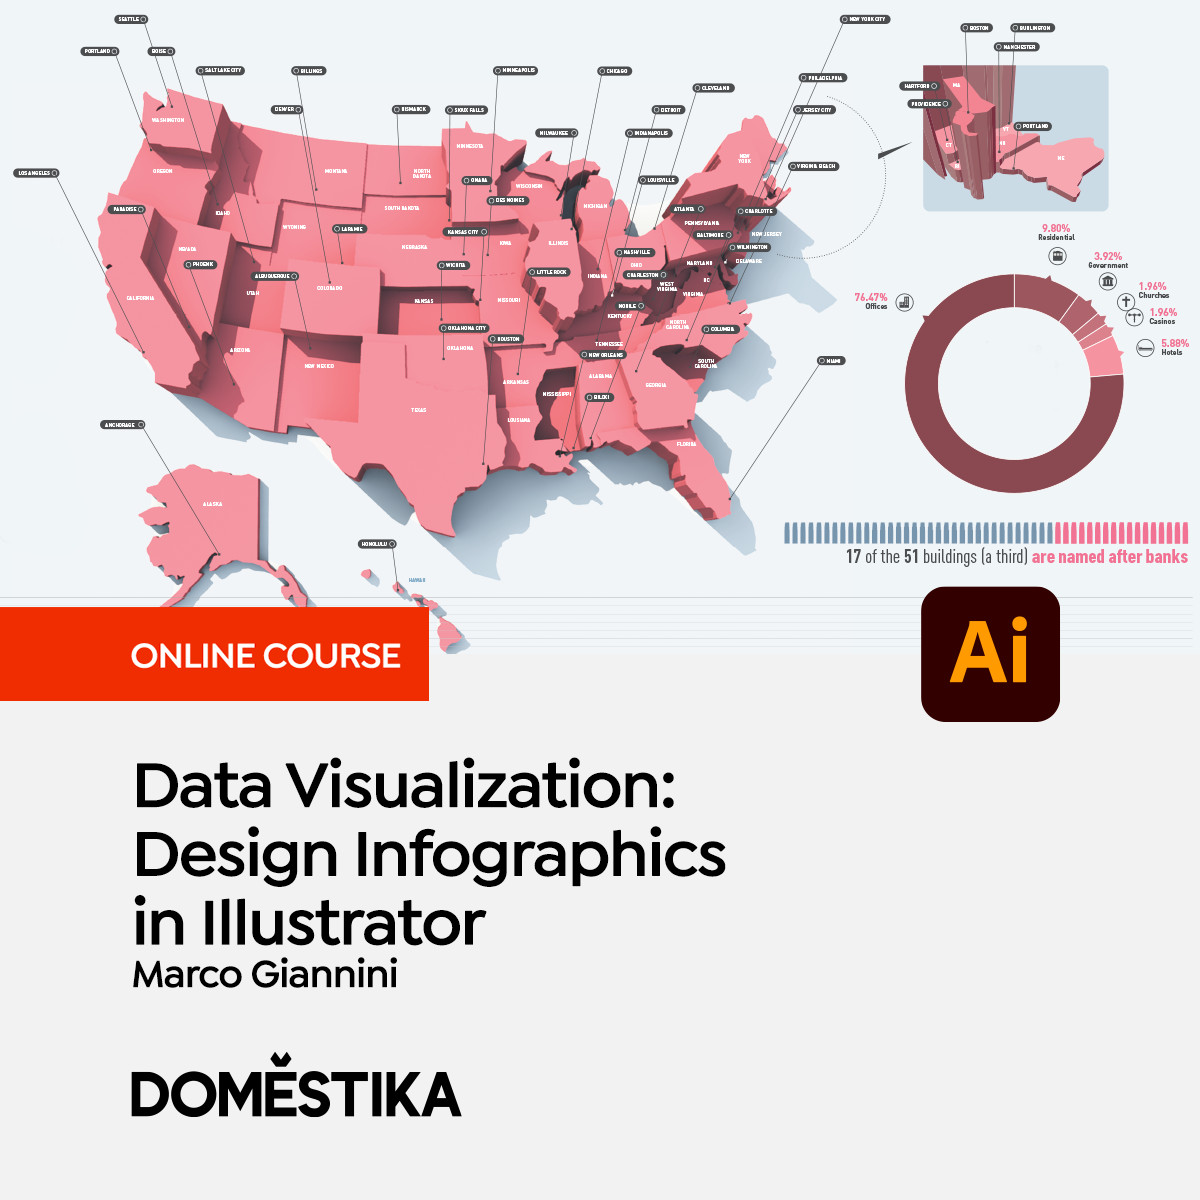 SEATTLE
NEW YORK CITY
BOSTON
BURLINGTON
PORTLAND
BOISE
MANCHESTER
SALT LAKE CITY
BILLINGS
MINNEAPOLIS
CHICAGO
PHILADELPHIA
CLEVELAND
HARTFORD
MA
PROVIDENCE
DENVER
BISMARCK
SIOUX FALLS
DETROIT
JERSEY CITY
WASHINGTON
MILWAUKEE
INDIANAPOLIS
VT
PORTLAND
MINNESOTA
CT
NH
NEW
YORK
ME
LOS ANGELES
OREGON
MONTANA
NORTH
DAKOTA
VIRGINIA BEACH
OMAHA
WISCONSIN
LOUISVILLE
DES MOINES
PARADISE
IDAHO
SOUTH DAKOTA
MICHIGAN
ATLANTA
CHARLOTTE
WYOMING
LARAMIE
KANSAS CITY
PENNSYLVANIA
BALTIMORE
NEW JERSEY
9.80%
Residential
NEVADA
NEBRASKA
IOWA
ILLINOIS
NASHVILLE
WILMINGTON
PHOENIX
WICHITA
OHIO
MARYLAND
DELAWARE
3.92%
Government
ALBUQUERQUE
LITTLE ROCK
INDIANA
CHARLESTON
DC
UTAH
COLORADO
WEST
VIRGINIA
VIRGINIA
1.96%
Churches
CALIFORNIA
KANSAS
MISSOURI
MOBILE
KENTUCKY
76.47%
Offices
1.96%
Casinos
OKLAHOMA CITY
NORTH
CAROLINA
COLUMBIA
HOUSTON
TENNESSEE
5.88%
Hotels
ARIZONA
OKLAHOMA
NEW ORLEANS
NEW MEXICO
SOUTH
CAROLINA
MIAMI
ARKANSAS
ALABAMA
GEORGIA
MISSISSIPPI
BILOXI
TEXAS
LOUISIANA
ANCHORAGE
FLORIDA
ALASKA
HONOLULU
HAWAII
17 of the 51 buildings (a third) are named after banks
ONLINE COURSE
Ai
Data Visualization:
Design Infographics
in Illustrator
Marco Giannini
DOMĔSTIKA